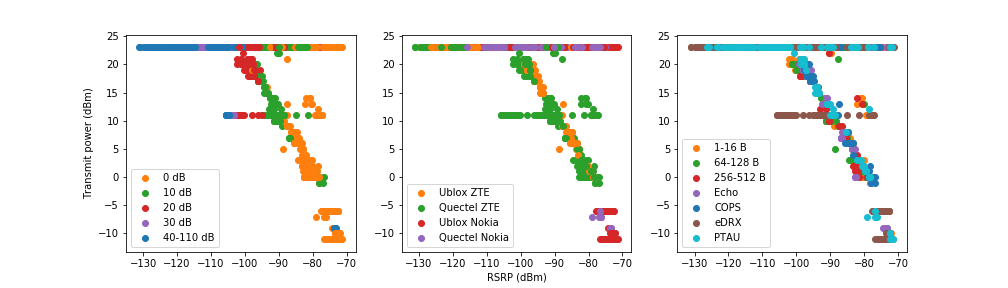 Transmit power (dBm)
25
20
15
10
5
0
−5
−10
0 dB
10 dB
20 dB
30 dB
40-110 dB
−130
−120
−110
−100
−90
−80
−70
25
20
15
10
5
0
−5
−10
Ublox ZTE
Quectel ZTE
Ublox Nokia
Quectel Nokia
−130
−120
−110
−100
−90
−80
−70
RSRP (dBm)
25
20
15
10
5
0
−5
−10
1-16 B
64-128 B
256-512 B
Echo
COPS
eDRX
PTAU
−130
−120
−110
−100
−90
−80
−70